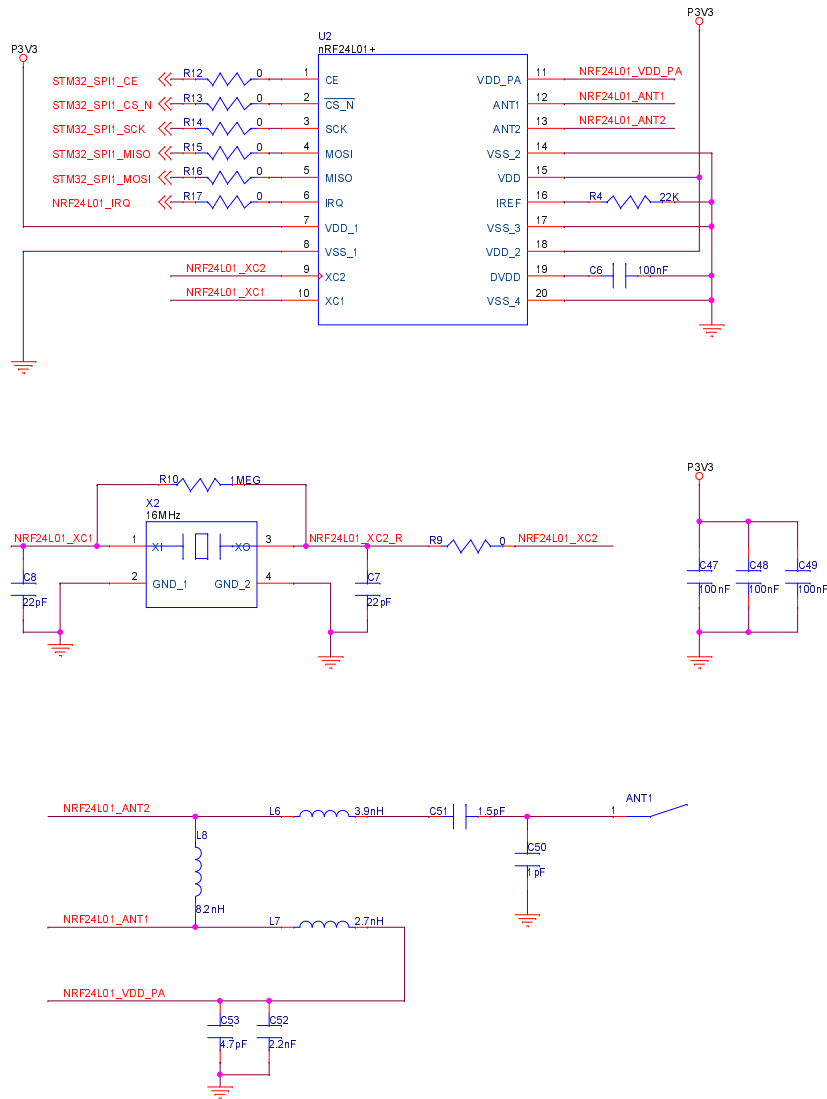 P3V3
U2
nRF24L01+
P3V3
STM32_SPI1_CE R12 0 1 CE
STM32_SPI1_CS_N R13 0 2 CS_N
STM32_SPI1_SCK R14 0 3 SCK
STM32_SPI1_MISO R15 0 4 MOSI
STM32_SPI1_MOSI R16 0 5 MISO
NRF24L01_IRQ R17 0 6 IRQ
7 VDD_1
8 VSS_1
NRF24L01_XC2 9 XC2
NRF24L01_XC1 10 XC1
VDD_PA 11 NRF24L01_VDD_PA
ANT1 12 NRF24L01_ANT1
ANT2 13 NRF24L01_ANT2
VSS_2 14
VDD 15
IREF 16 R4 22K
VSS_3 17
VDD_2 18
DVDD 19 C6 100nF
VSS_4 20
R10 1MEG
X2
16MHz
NRF24L01_XC1 1 XI XO 3 NRF24L01_XC2_R R9 0 NRF24L01_XC2
2 GND_1 GND_2 4
C8
22pF
C7
22pF
P3V3
C47 C48 C49
100nF 100nF 100nF
NRF24L01_ANT2 L6 3.9nH C51 1.5pF 1 ANT1
L8
8.2nH
C50
1pF
NRF24L01_ANT1 L7 2.7nH
NRF24L01_VDD_PA
C53 C52
4.7pF 2.2nF